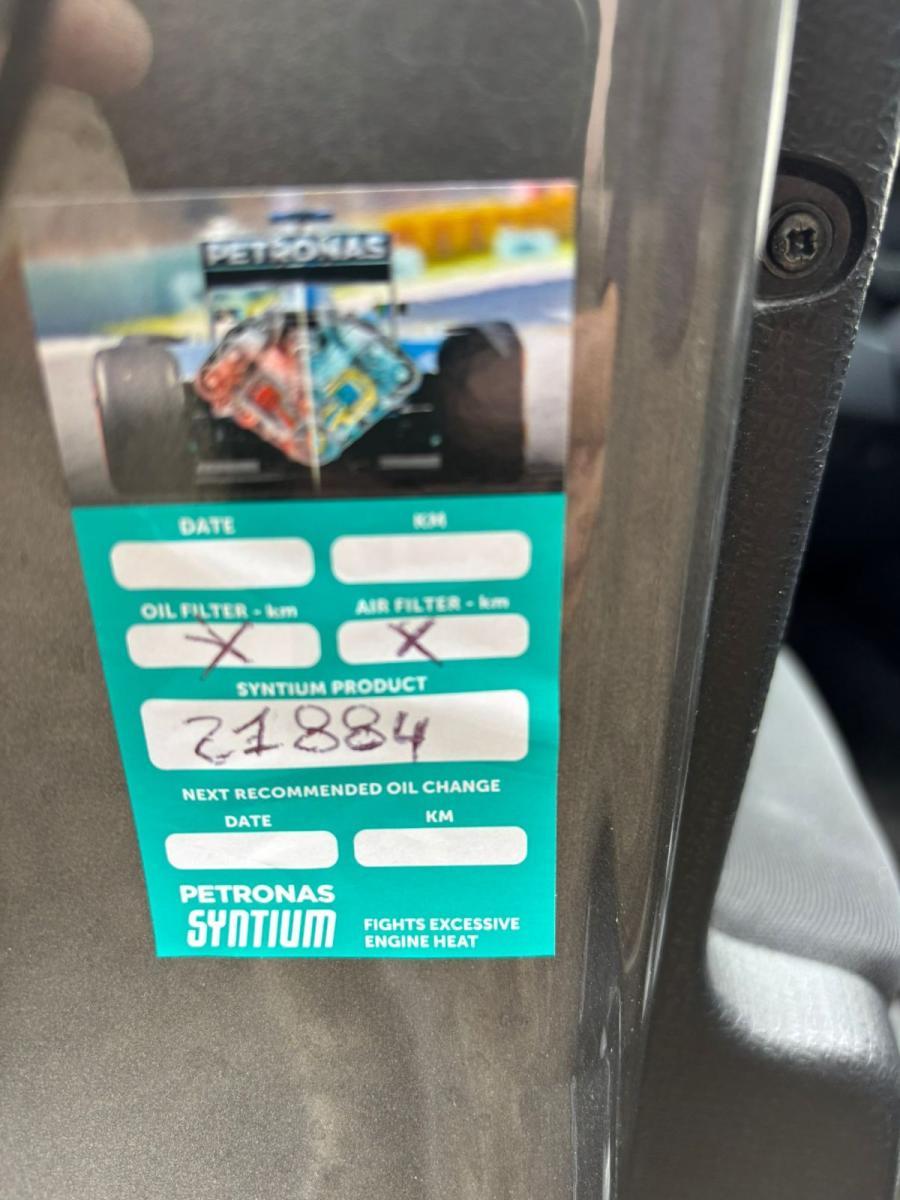 PETRONAS
DATE KM
OIL FILTER - km AIR FILTER - km
X X
SYNTIUM PRODUCT
21884
NEXT RECOMMENDED OIL CHANGE
DATE KM
PETRONAS
SYNTIUM FIGHTS EXCESSIVE
ENGINE HEAT